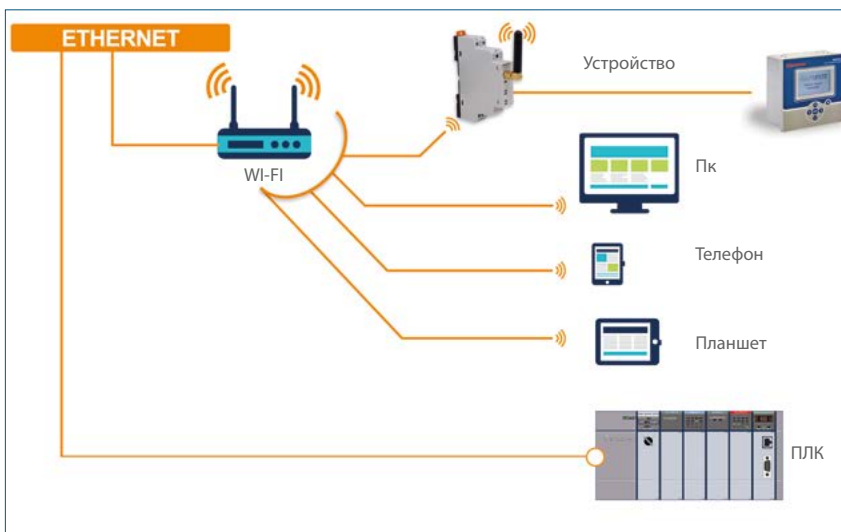 ETHERNET
Устройство
WI-FI
Пк
Телефон
Планшет
ПЛК